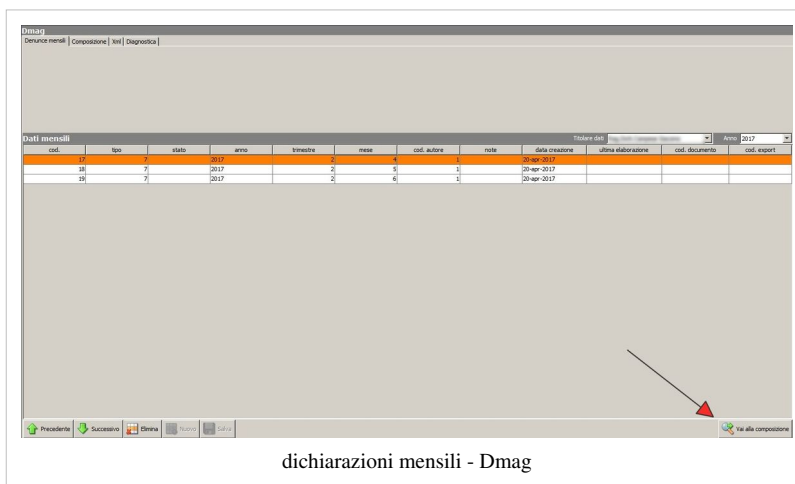 Dmag
Denunce mensili Composizione Xml Diagnostica
Dati mensili Titolare dati Anno 2017
cod. tipo stato anno trimestre mese cod. autore note data creazione ultima elaborazione cod. documento cod. export
17 7 2017 2 4 1 20-apr-2017
18 7 2017 2 5 1 20-apr-2017
19 7 2017 2 6 1 20-apr-2017
Precedente Successivo Elimina Nuovo Salva Vai alla composizione
dichiarazioni mensili - Dmag